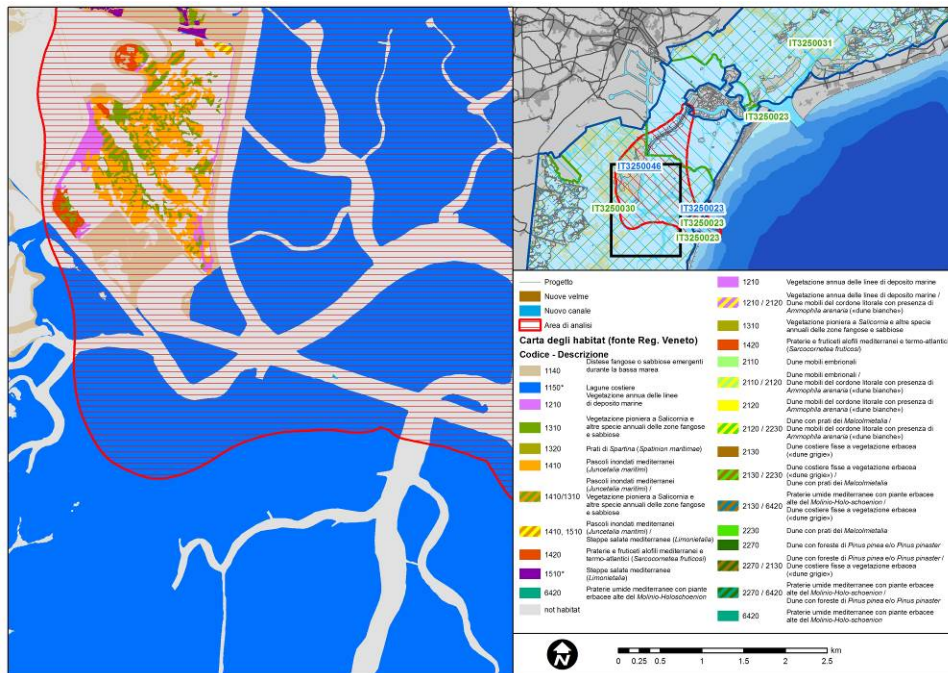 IT3250031
IT3250023
IT3250046
IT3250030
IT3250023
IT3250023
IT3250023
Progetto
Nuove velme
Nuovo canale
Area di analisi
Carta degli habitat (fonte Reg. Veneto)
Codice - Descrizione
1140 Distese fangose o sabbiose emergenti
durante la bassa marea
1150* Lagune costiere
1210 Vegetazione annua delle linee
di deposito marine
1310 Vegetazione pioniera a Salicornia e
altre specie annuali delle zone fangose
e sabbiose
1320 Prati di Spartina (Spatinion maritimae)
1410 Pascoli inondati mediterranei
(Juncetalia maritimi)
1410/1310 Pascoli inondati mediterranei
(Juncetalia maritimi) /
Vegetazione pioniera a Salicornia e
altre specie annuali delle zone fangose
e sabbiose
1410, 1510 Pascoli inondati mediterranei
(Juncetalia maritimi) /
Steppe salate mediterranee (Limonietalia)
1420 Praterie e fruticeti alofili mediterranei e
termo-atlantici (Sarcocornetea fruticosi)
1510* Steppe salate mediterranee
(Limonietalia)
6420 Praterie umide mediterranee con piante
erbacee alte del Molinio-Holoschoenion
not habitat
1210 Vegetazione annua delle linee di deposito marine
1210 / 2120 Vegetazione annua delle linee di deposito marine /
Dune mobili del cordone litorale con presenza di
Ammophila arenaria («dune bianche»)
1310 Vegetazione pioniera a Salicornia e altre specie
annuali delle zone fangose e sabbiose
1420 Praterie e fruticeti alofili mediterranei e termo-atlantici
(Sarcocornetea fruticosi)
2110 Dune mobili embrionali
2110 / 2120 Dune mobili embrionali /
Dune mobili del cordone litorale con presenza di
Ammophila arenaria («dune bianche»)
2120 Dune mobili del cordone litorale con presenza di
Ammophila arenaria («dune bianche»)
2120 / 2230 Dune con prati dei Malcolmietalia /
Dune mobili del cordone litorale con presenza di
Ammophila arenaria («dune bianche»)
2130 Dune costiere fisse a vegetazione erbacea
(«dune grigie»)
2130 / 2230 Dune costiere fisse a vegetazione erbacea
(«dune grigie») /
Dune con prati dei Malcolmietalia
2130 / 6420 Praterie umide mediterranee con piante erbacee
alte del Molinio-Holo-schoenion /
Dune costiere fisse a vegetazione erbacea
(«dune grigie»)
2230 Dune con prati dei Malcolmietalia
2270 Dune con foreste di Pinus pinea e/o Pinus pinaster
2270 / 2130 Dune con foreste di Pinus pinea e/o Pinus pinaster /
Dune costiere fisse a vegetazione erbacea
(«dune grigie»)
2270 / 6420 Praterie umide mediterranee con piante erbacee
alte del Molinio-Holo-schoenion /
Dune con foreste di Pinus pinea e/o Pinus pinaster
6420 Praterie umide mediterranee con piante erbacee
alte del Molinio-Holo-schoenion
N
km
0 0.25 0.5 1 1.5 2 2.5